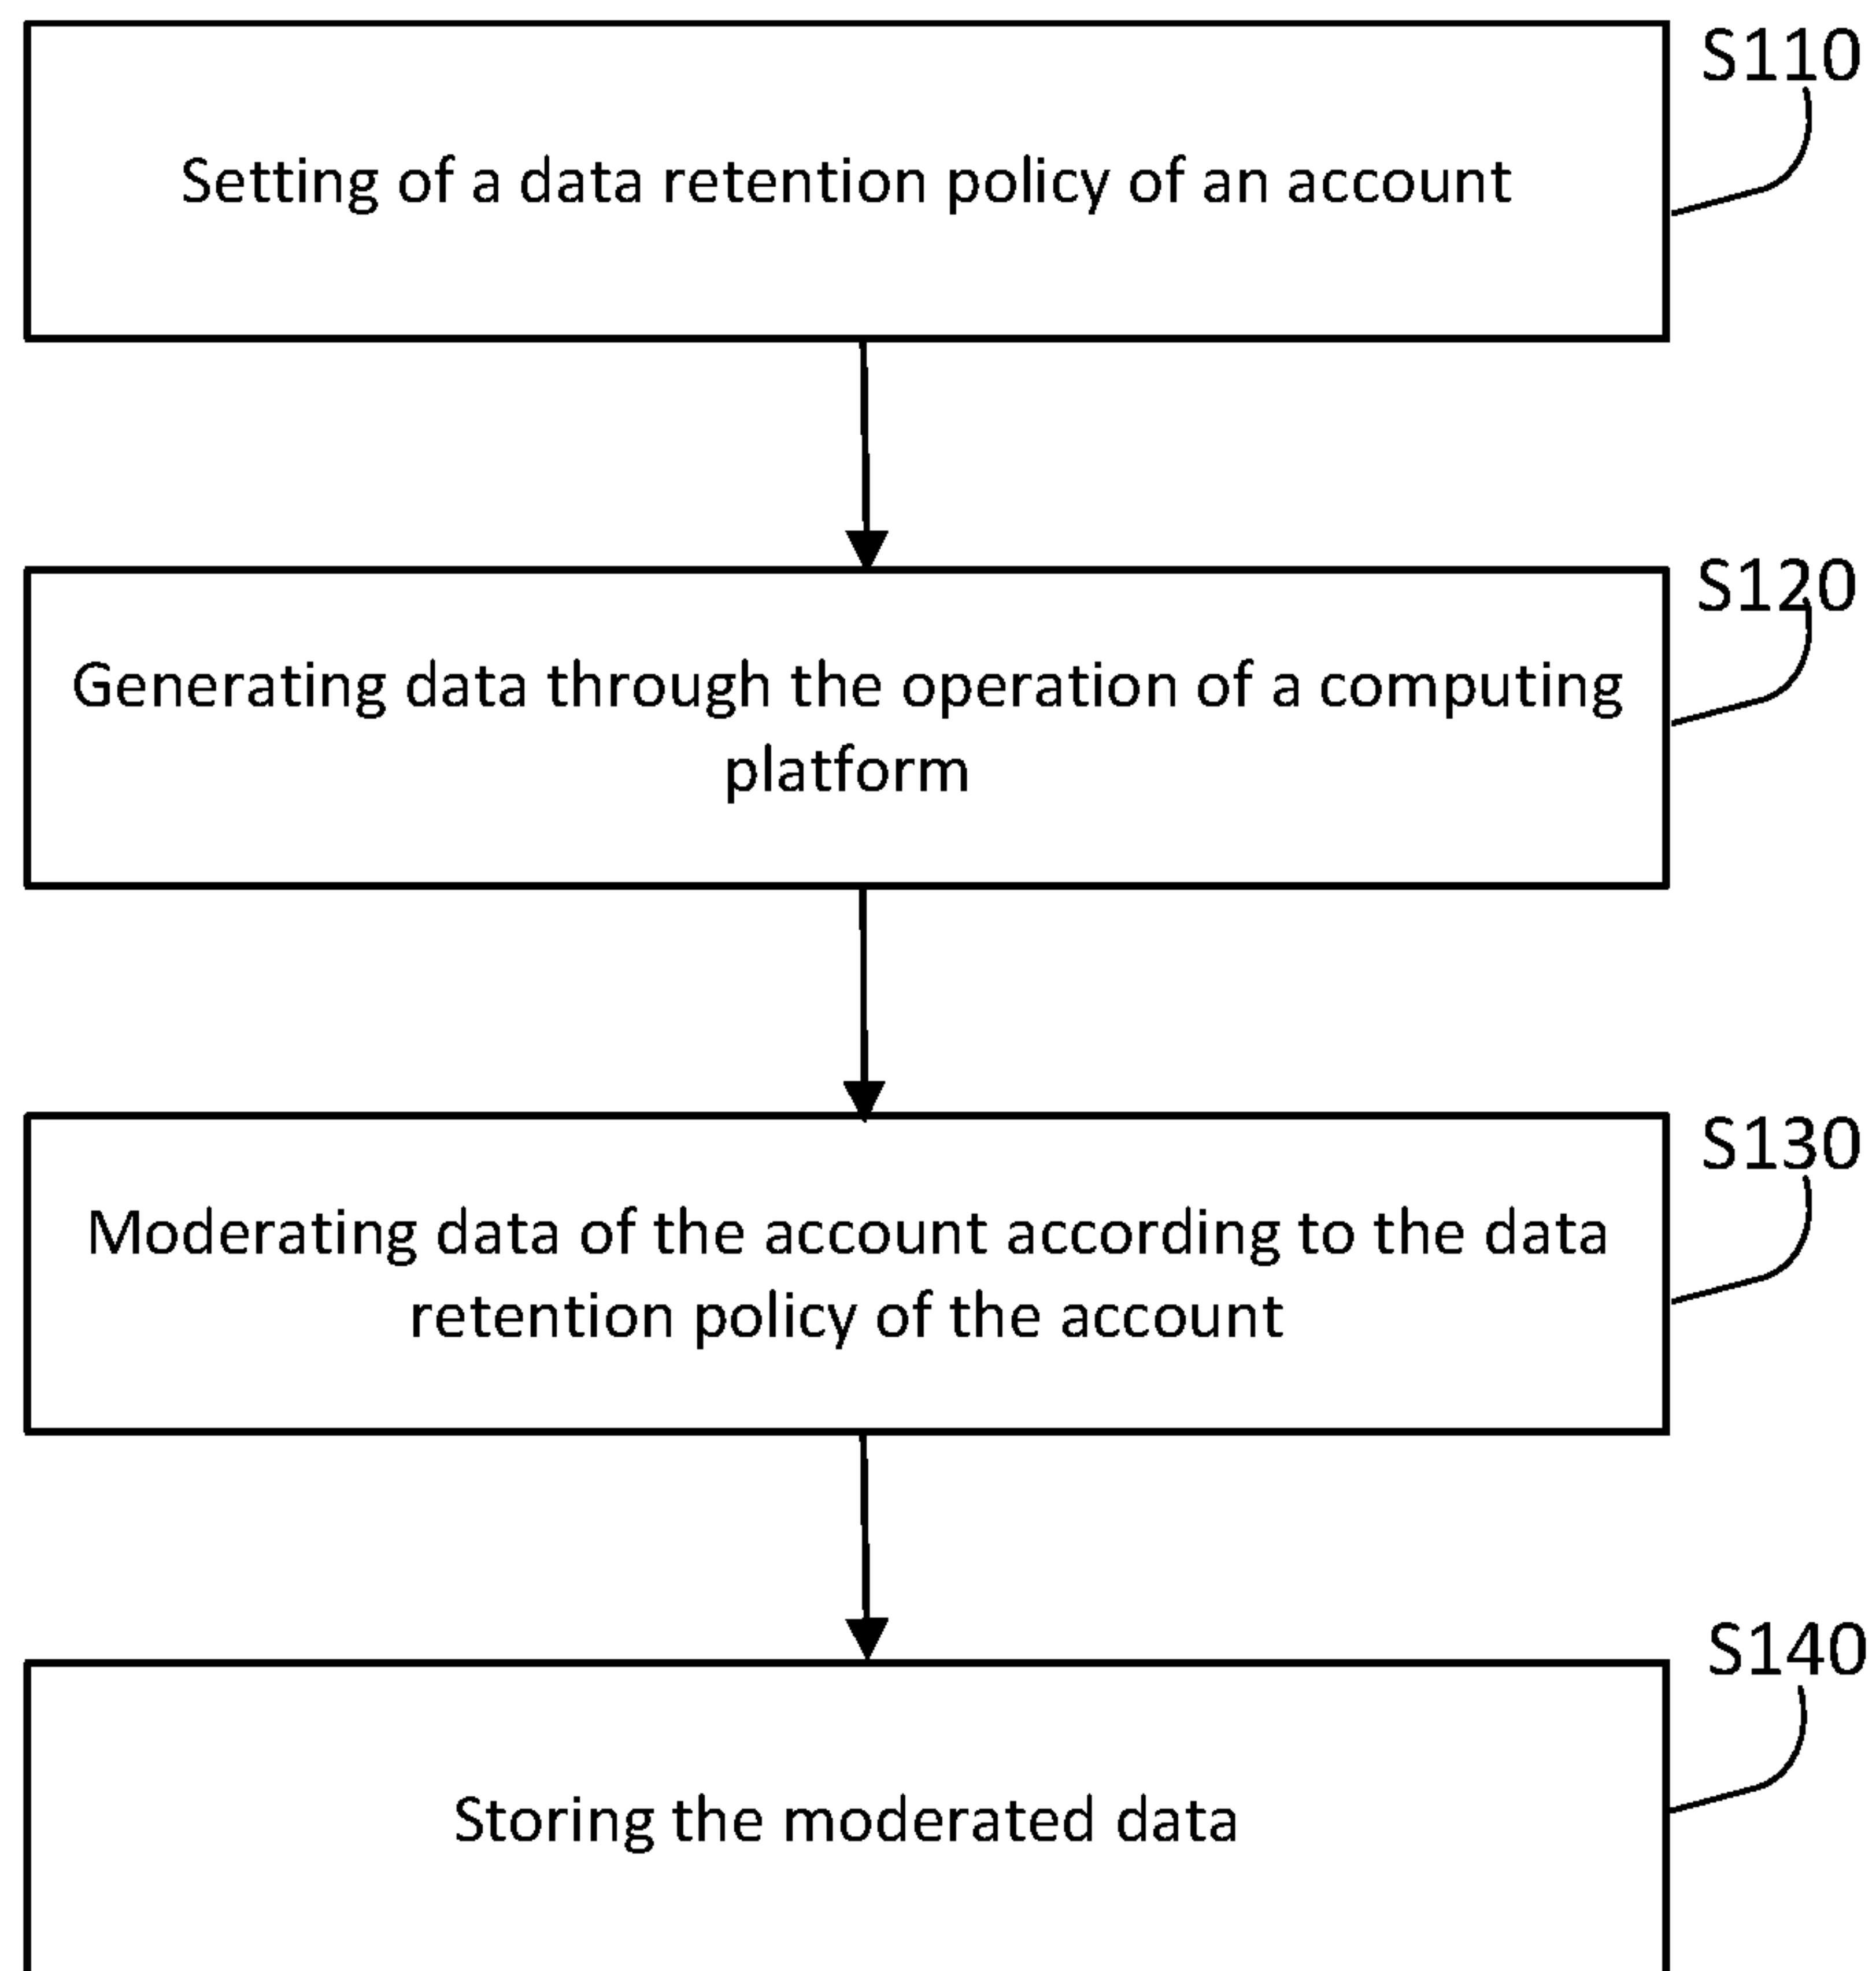 S110
Setting of a data retention policy of an account
S120
Generating data through the operation of a computing
platform
S130
Moderating data of the account according to the data
retention policy of the account
S140
Storing the moderated data